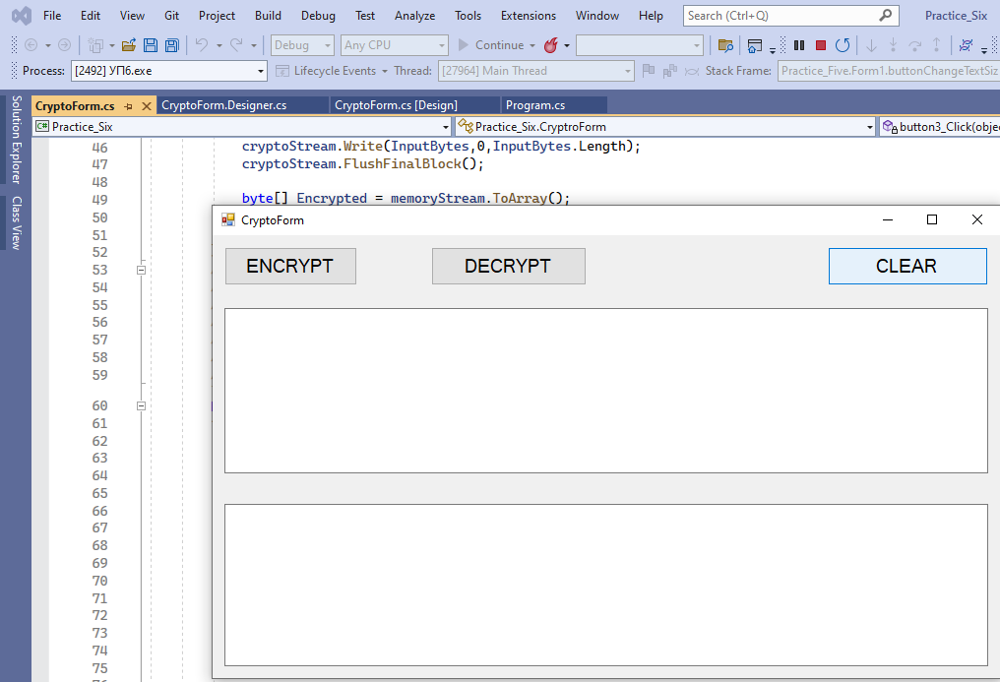 File Edit View Git Project Build Debug Test Analyze Tools Extensions Window Help Search (Ctrl+Q) Practice_Six
Debug Any CPU Continue
Process: [2492] УП6.exe Lifecycle Events Thread: [27964] Main Thread Stack Frame: Practice_Five.Form1.buttonChangeTextSiz
Solution Explorer
Class View
CryptoForm.cs CryptoForm.Designer.cs CryptoForm.cs [Design] Program.cs
C# Practice_Six Practice_Six.CryptroForm button3_Click(objec
46 cryptoStream.Write(InputBytes,0,InputBytes.Length);
47 cryptoStream.FlushFinalBlock();
48
49 byte[] Encrypted = memoryStream.ToArray();
50
51
52
53
54
55
56
57
58
59
60
61
62
63
64
65
66
67
68
69
70
71
72
73
74
75
CryptoForm
ENCRYPT DECRYPT CLEAR